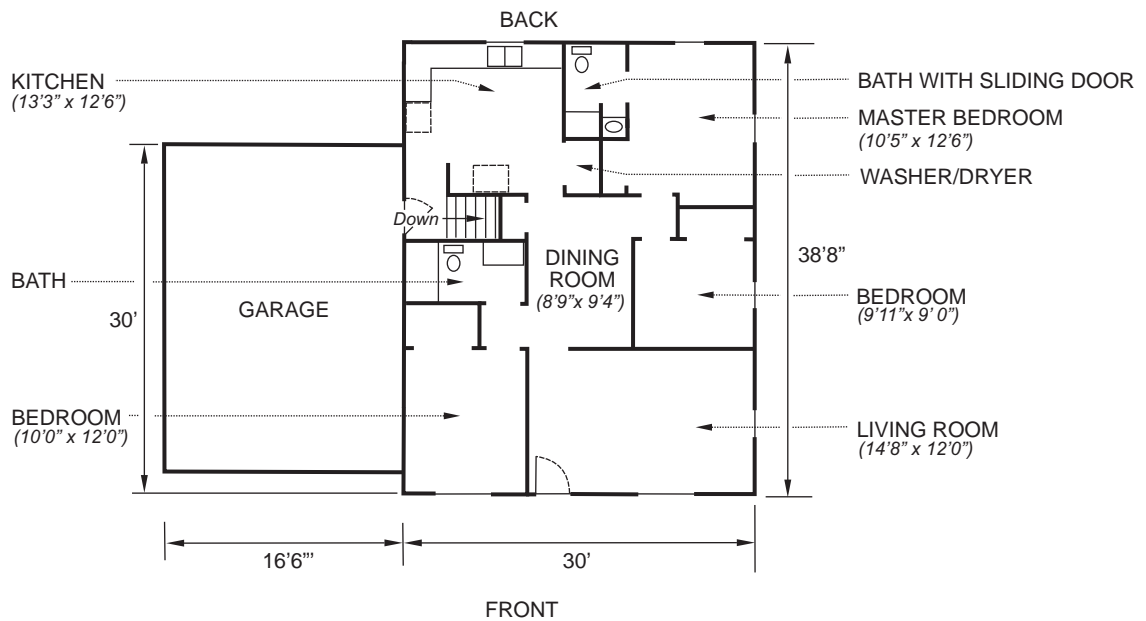 BACK
KITCHEN
(13'3" x 12'6")
BATH WITH SLIDING DOOR
MASTER BEDROOM
(10'5" x 12'6")
WASHER/DRYER
Down
DINING
ROOM
(8'9"x 9'4")
38'8"
BATH
GARAGE
30'
BEDROOM
(9'11"x 9' 0")
BEDROOM
(10'0" x 12'0")
LIVING ROOM
(14'8" x 12'0")
16'6"'
30'
FRONT